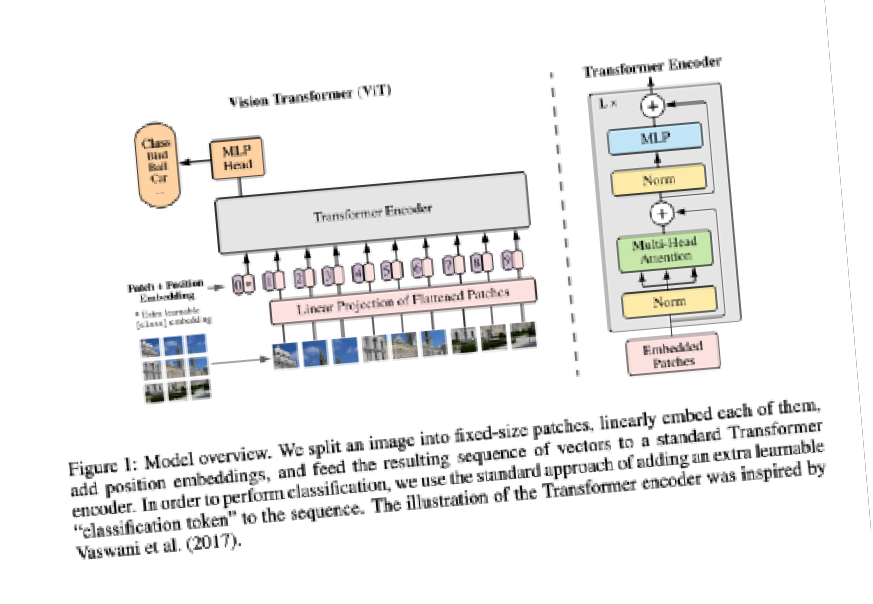 Vision Transformer (ViT)
Transformer Encoder
Class
Bird
Ball
Car
...
MLP
Head
Transformer Encoder
Patch + Position
Embedding
* Extra learnable
[class] embedding
0 *
1
2
3
4
5
6
7
8
9
Linear Projection of Flattened Patches
L ×
+
MLP
Norm
+
Multi-Head
Attention
Norm
Embedded
Patches
Figure 1: Model overview. We split an image into fixed-size patches, linearly embed each of them,
add position embeddings, and feed the resulting sequence of vectors to a standard Transformer
encoder. In order to perform classification, we use the standard approach of adding an extra learnable
“classification token” to the sequence. The illustration of the Transformer encoder was inspired by
Vaswani et al. (2017).